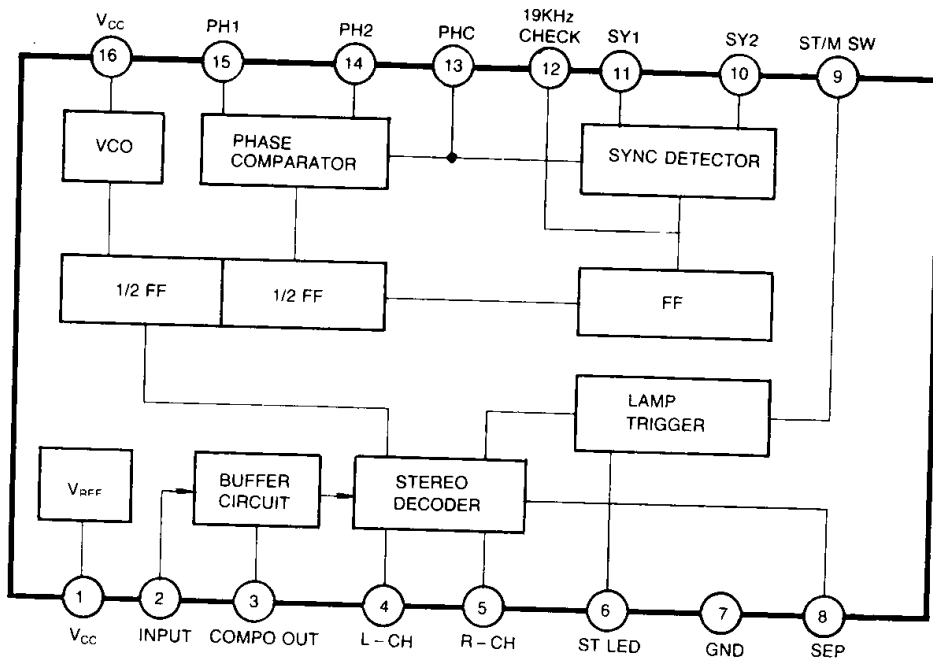 VCC
PH1
PH2
PHC
19KHz
CHECK
SY1
SY2
ST/M SW
16
15
14
13
12
11
10
9
VCO
PHASE
COMPARATOR
SYNC DETECTOR
1/2 FF
1/2 FF
FF
LAMP
TRIGGER
VREF
BUFFER
CIRCUIT
STEREO
DECODER
1
2
3
4
5
6
7
8
VCC
INPUT
COMPO OUT
L – CH
R – CH
ST LED
GND
SEP